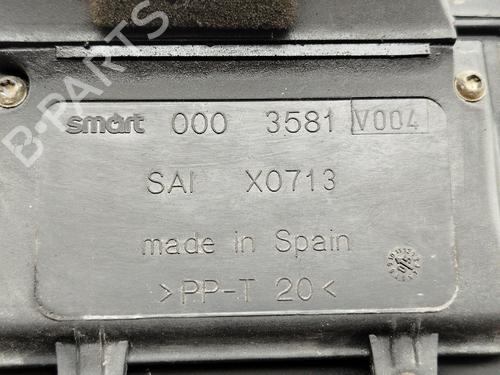 smart 000 3581 V004
SAI X0713
made in Spain
>PP-T 20<
B-PARTS